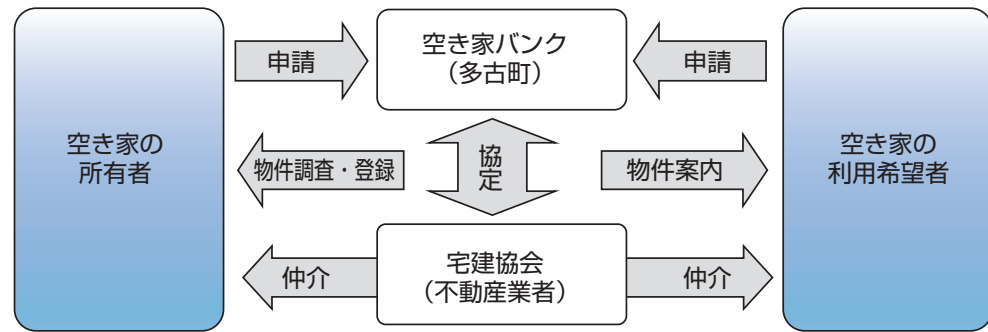 空き家の
所有者
申請
空き家バンク
（多古町）
申請
空き家の
利用希望者
物件調査・登録
協
定
物件案内
仲介
宅建協会
（不動産業者）
仲介